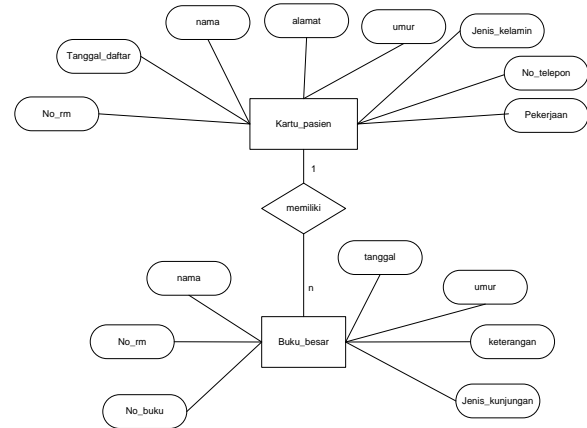 nama
alamat
umur
Jenis_kelamin
Tanggal_daftar
No_telepon
No_rm
Kartu_pasien
Pekerjaan
1
memiliki
tanggal
nama
umur
n
No_rm
Buku_besar
keterangan
No_buku
Jenis_kunjungan